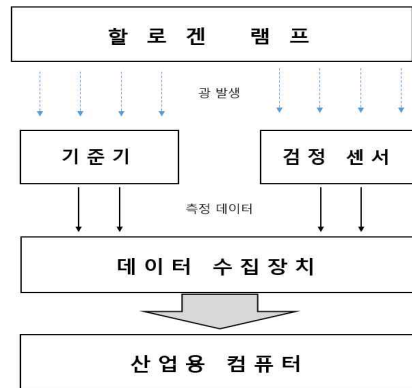 할 로 겐 램 프
광 발생
기 준 기 검 정 센 서
측정 데이터
데 이 터 수 집 장 치
산 업 용 컴 퓨 터